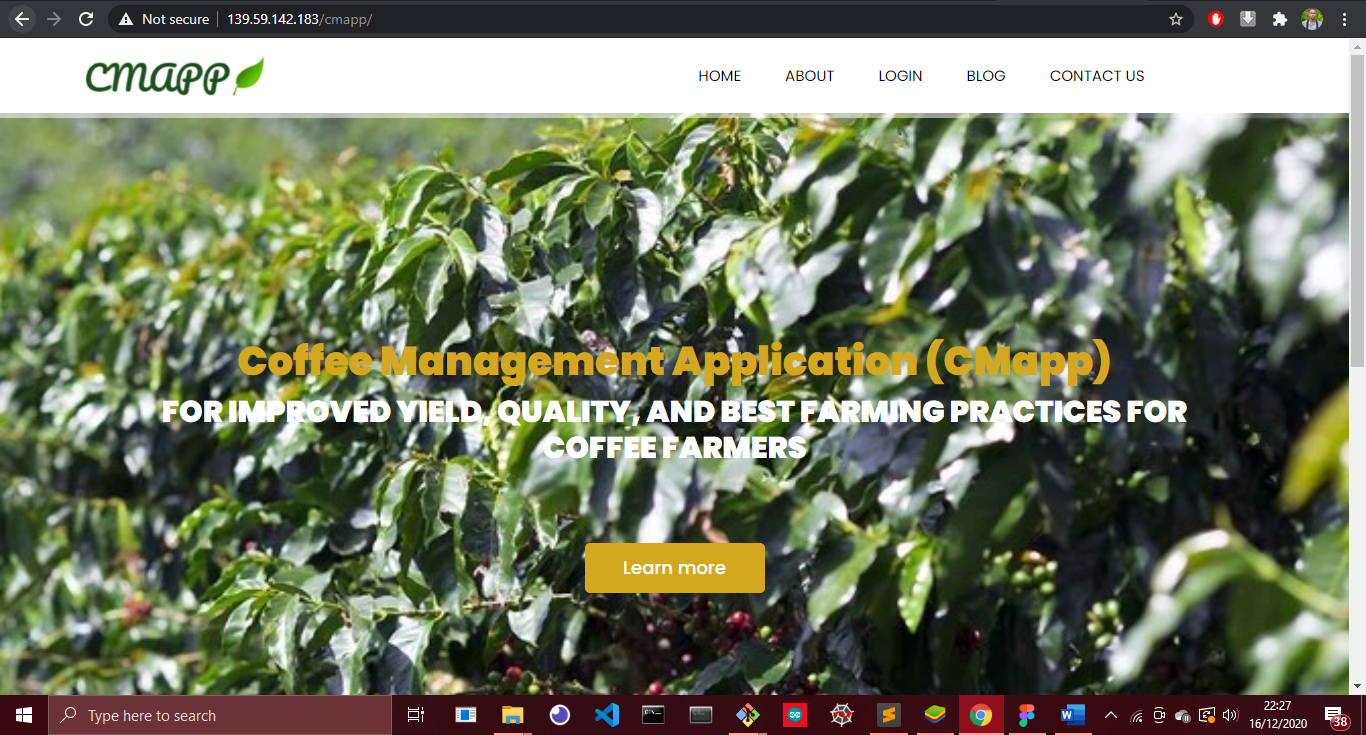 Not secure
139.59.142.183/cmapp/
cmapp
HOME
ABOUT
LOGIN
BLOG
CONTACT US
Coffee Management Application (CMapp)
FOR IMPROVED YIELD, QUALITY, AND BEST FARMING PRACTICES FOR
COFFEE FARMERS
Learn more
Type here to search
22:27
16/12/2020
38